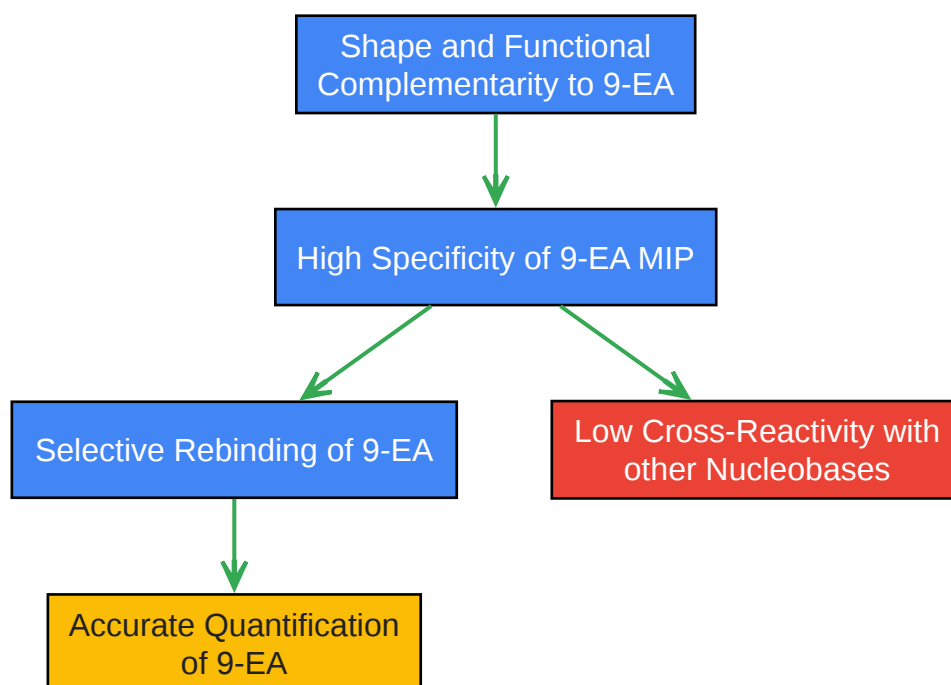 Shape and Functional
Complementarity to 9-EA
High Specificity of 9-EA MIP
Selective Rebinding of 9-EA
Low Cross-Reactivity with
other Nucleobases
Accurate Quantification
of 9-EA